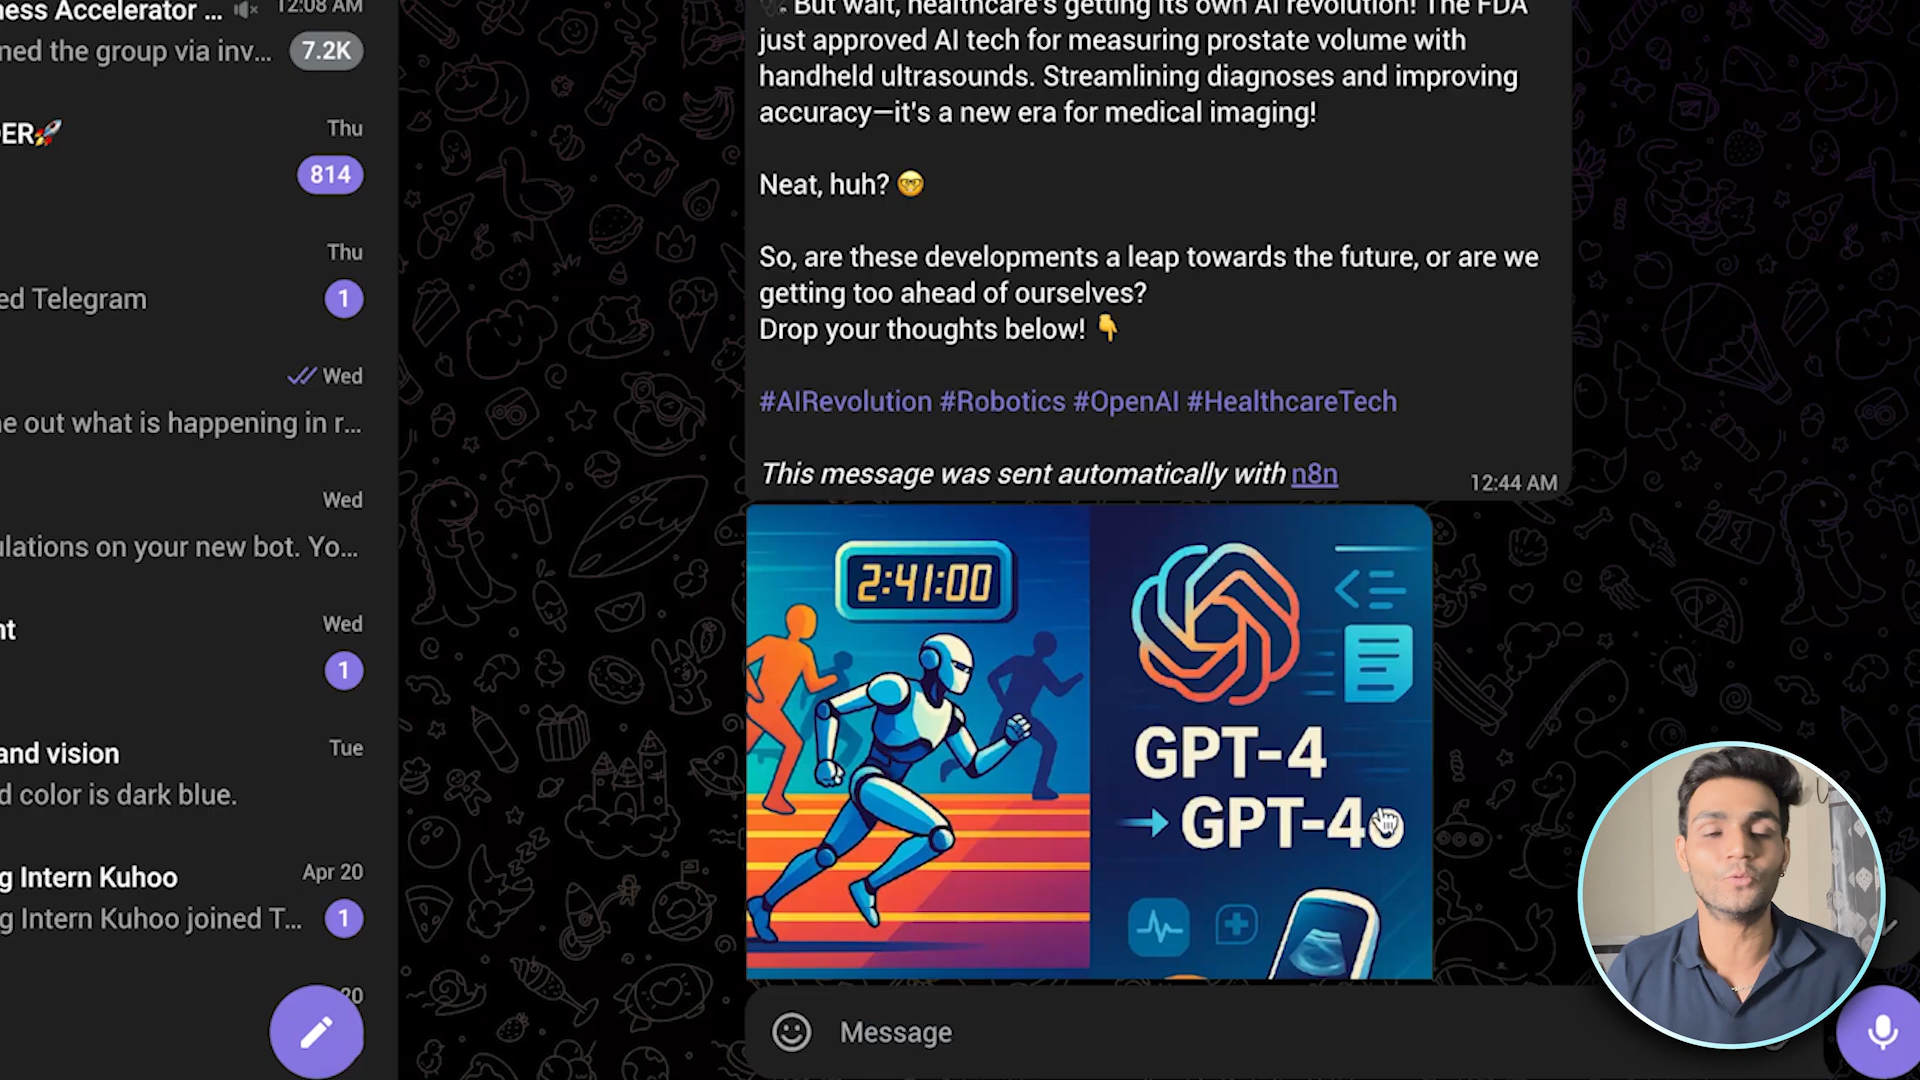 ness Accelerator ... 12:08 AM
ned the group via inv... 7.2K
ER🚀 Thu
814
Thu
ed Telegram 1
Wed
e out what is happening in r...
Wed
ulations on your new bot. Yo...
nt Wed
1
and vision Tue
d color is dark blue.
g Intern Kuhoo Apr 20
g Intern Kuhoo joined T... 1
20
But wait, healthcare's getting its own AI revolution! The FDA
just approved AI tech for measuring prostate volume with
handheld ultrasounds. Streamlining diagnoses and improving
accuracy—it's a new era for medical imaging!
Neat, huh? 🤓
So, are these developments a leap towards the future, or are we
getting too ahead of ourselves?
Drop your thoughts below! 👇
#AIRevolution #Robotics #OpenAI #HealthcareTech
This message was sent automatically with n8n
12:44 AM
2:41:00
GPT-4
→ GPT-4o
Message